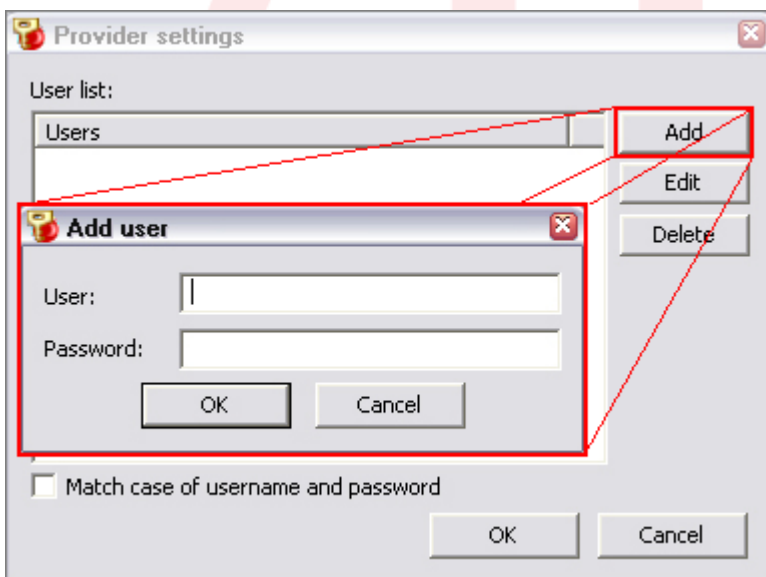 Provider settings
User list:
Users
Add
Edit
Delete
Add user
User:
Password:
OK Cancel
Match case of username and password
OK Cancel